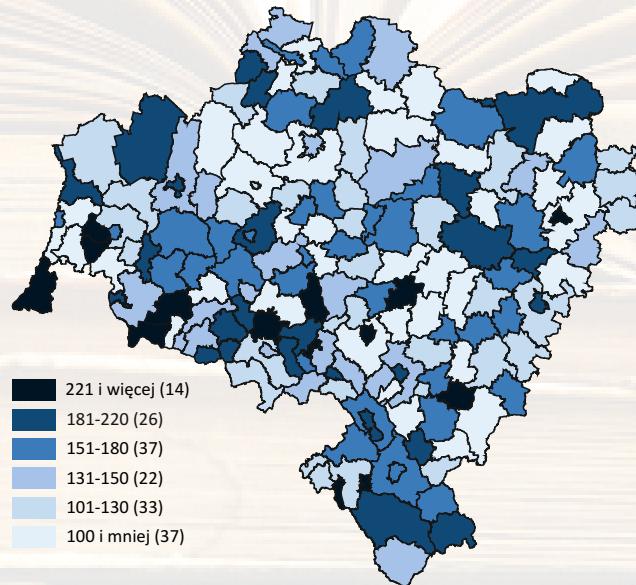 221 i więcej (14)
181-220 (26)
151-180 (37)
131-150 (22)
101-130 (33)
100 i mniej (37)